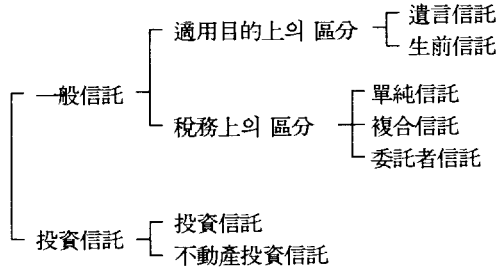 遺言信託
適用目的上의 區分
生前信託
一般信託
單純信託
稅務上의 區分
複合信託
委託者信託
投資信託
投資信託
不動產投資信託